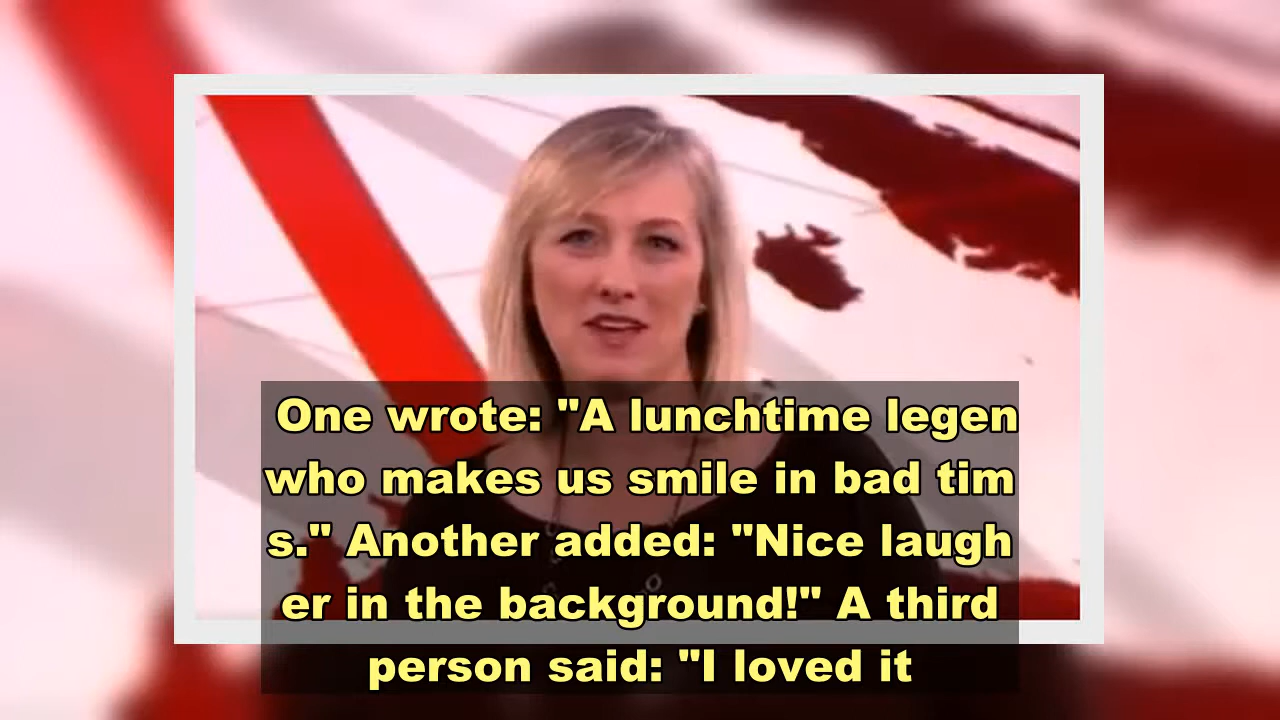 One wrote: "A lunchtime legen
who makes us smile in bad tim
s." Another added: "Nice laugh
er in the background!" A third
person said: "I loved it